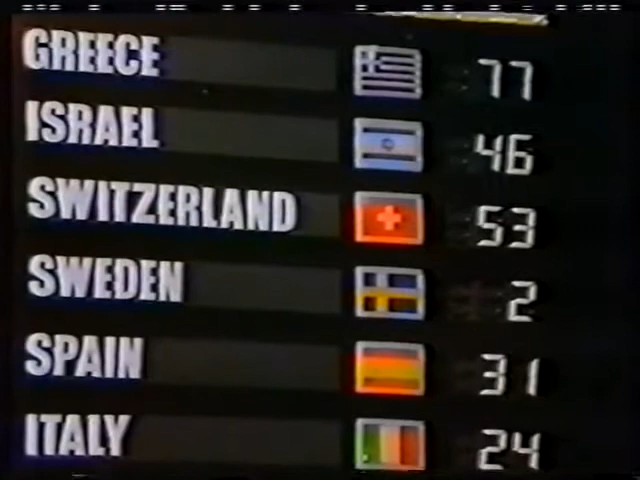 GREECE 77
ISRAEL 46
SWITZERLAND 53
SWEDEN 2
SPAIN 31
ITALY 24